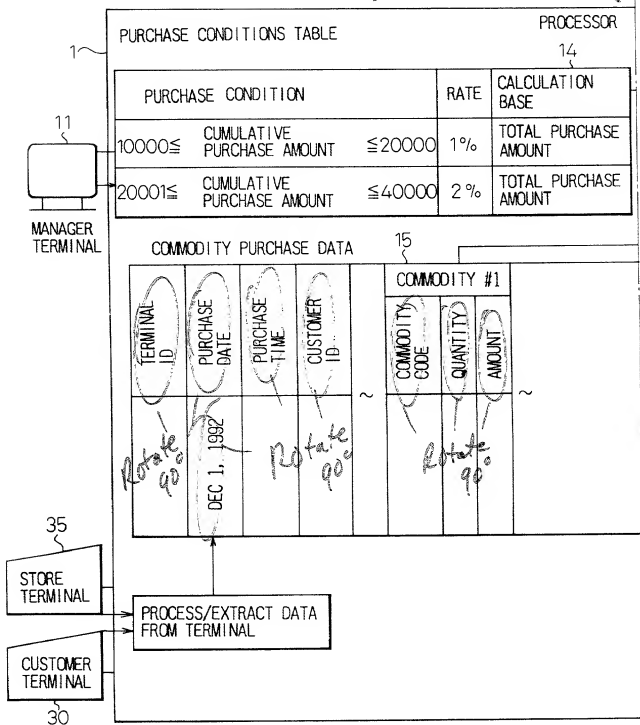 PROCESSOR
1
PURCHASE CONDITIONS TABLE
14
PURCHASE CONDITION
RATE
CALCULATION
BASE
11
10000≦ CUMULATIVE PURCHASE AMOUNT ≦20000
1%
TOTAL PURCHASE
AMOUNT
20001≦ CUMULATIVE PURCHASE AMOUNT ≦40000
2%
TOTAL PURCHASE
AMOUNT
MANAGER
TERMINAL
COMMODITY PURCHASE DATA
15
COMMODITY #1
TERMINAL
ID
PURCHASE
DATE
PURCHASE
TIME
CUSTOMER
ID
~
COMMODITY
CODE
QUANTITY
AMOUNT
~
Rotate
90°
DEC 1, 1992
Rotate
90°
Rotate
90°
35
STORE
TERMINAL
PROCESS/EXTRACT DATA
FROM TERMINAL
CUSTOMER
TERMINAL
30